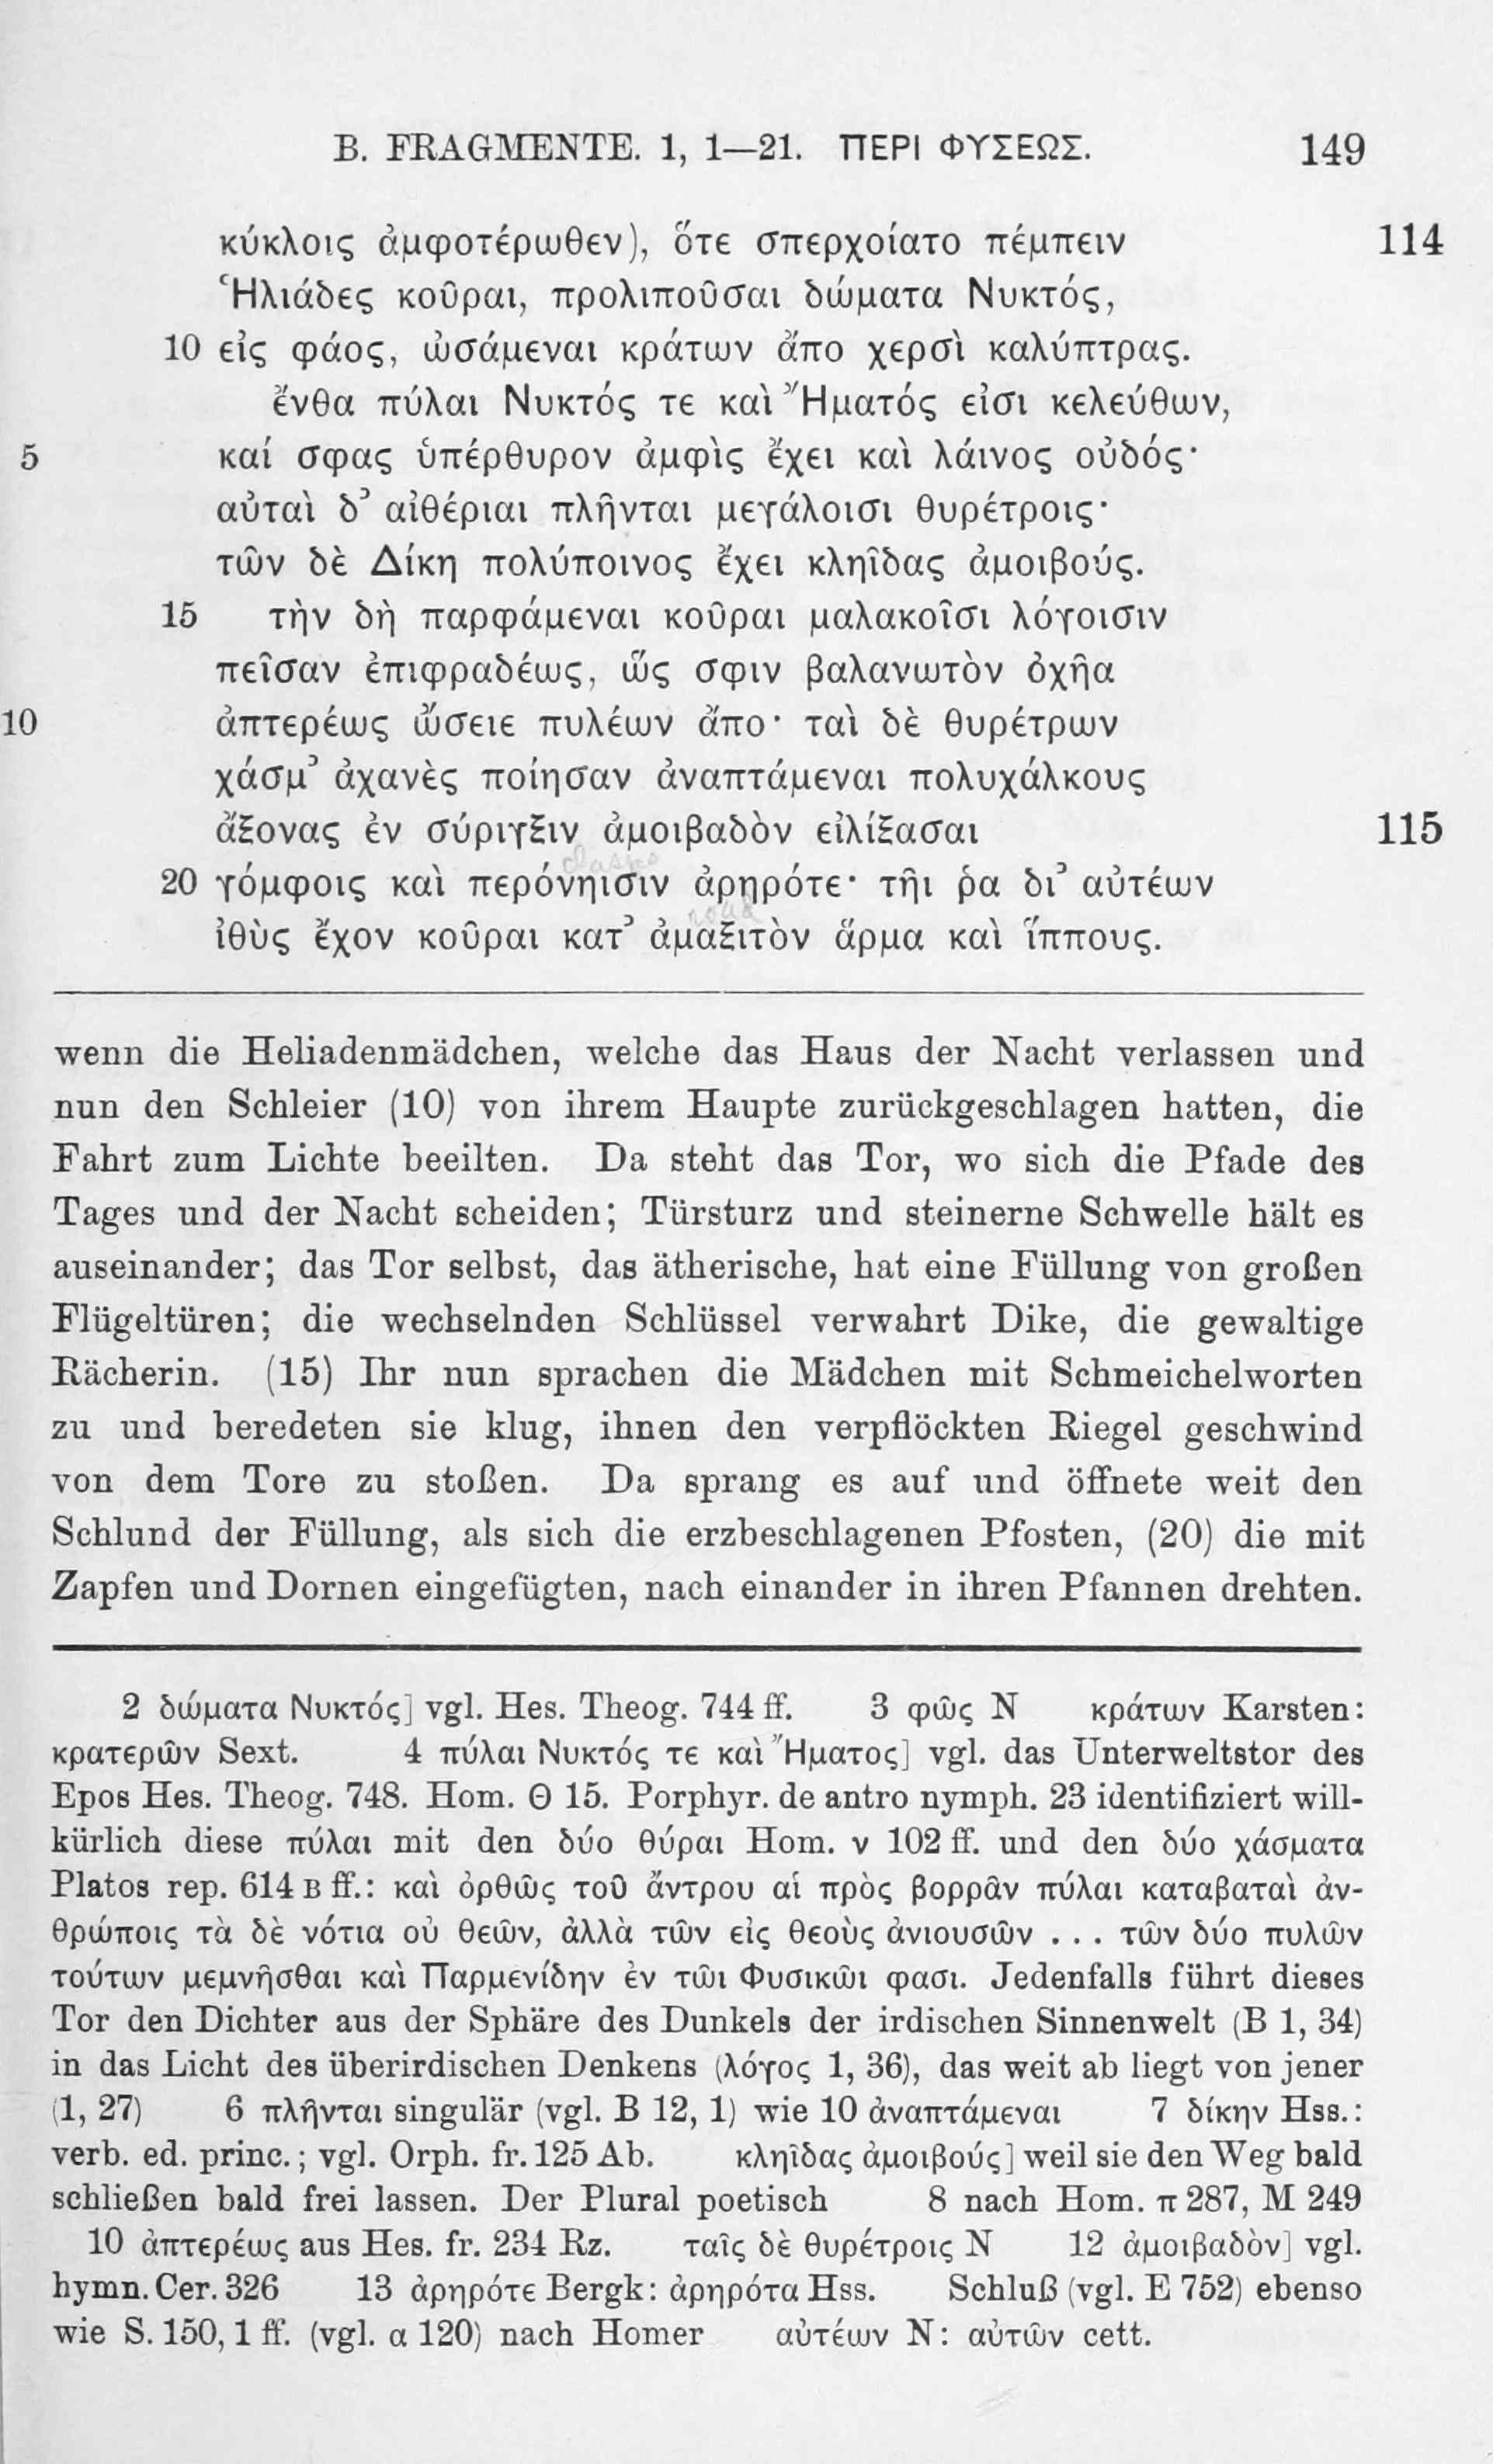 B. FRAGMENTE. 1, 1—21. ΠΕΡΙ ΦΥΣΕΩΣ. 149
κύκλοις ἀμφοτέρωθεν), ὅτε σπερχοίατο πέμπειν 114
Ἡλιάδες κοῦραι, προλιποῦσαι δώματα Νυκτός,
10 εἰς φάος, ὠσάμεναι κράτων ἄπο χερσὶ καλύπτρας.
ἔνθα πύλαι Νυκτός τε καὶ Ἤματός εἰσι κελεύθων,
5 καί σφας ὑπέρθυρον ἀμφὶς ἔχει καὶ λάινος οὐδός·
αὐταὶ δ’ αἰθέριαι πλῆνται μεγάλοισι θυρέτροις·
τῶν δὲ Δίκη πολύποινος ἔχει κληῖδας ἀμοιβούς.
15 τὴν δὴ παρφάμεναι κοῦραι μαλακοῖσι λόγοισιν
πεῖσαν ἐπιφραδέως, ὥς σφιν βαλανωτὸν ὀχῆα
10 ἀπτερέως ὤσειε πυλέων ἄπο· ταὶ δὲ θυρέτρων
χάσμ’ ἀχανὲς ποίησαν ἀναπτάμεναι πολυχάλκους
ἄξονας ἐν σύριγξιν ἀμοιβαδὸν εἰλίξασαι 115
clasps
20 γόμφοις καὶ περόνηισιν ἀρηρότε· τῆι ῥα δι’ αὐτέων
road
ἰθὺς ἔχον κοῦραι κατ’ ἀμαξιτὸν ἅρμα καὶ ἵππους.
wenn die Heliadenmädchen, welche das Haus der Nacht verlassen und
nun den Schleier (10) von ihrem Haupte zurückgeschlagen hatten, die
Fahrt zum Lichte beeilten. Da steht das Tor, wo sich die Pfade des
Tages und der Nacht scheiden; Türsturz und steinerne Schwelle hält es
auseinander; das Tor selbst, das ätherische, hat eine Füllung von großen
Flügeltüren; die wechselnden Schlüssel verwahrt Dike, die gewaltige
Rächerin. (15) Ihr nun sprachen die Mädchen mit Schmeichelworten
zu und beredeten sie klug, ihnen den verpflöckten Riegel geschwind
von dem Tore zu stoßen. Da sprang es auf und öffnete weit den
Schlund der Füllung, als sich die erzbeschlagenen Pfosten, (20) die mit
Zapfen und Dornen eingefügten, nach einander in ihren Pfannen drehten.
2 δώματα Νυκτός] vgl. Hes. Theog. 744 ff. 3 φῶς N κράτων Karsten:
κρατερῶν Sext. 4 πύλαι Νυκτός τε καὶ Ἤματος] vgl. das Unterweltstor des
Epos Hes. Theog. 748. Hom. Θ 15. Porphyr. de antro nymph. 23 identifiziert will-
kürlich diese πύλαι mit den δύο θύραι Hom. ν 102 ff. und den δύο χάσματα
Platos rep. 614 B ff.: καὶ ὀρθῶς τοῦ ἄντρου αἱ πρὸς βορρᾶν πύλαι καταβαταὶ ἀν-
θρώποις τὰ δὲ νότια οὐ θεῶν, ἀλλὰ τῶν εἰς θεοὺς ἀνιουσῶν ... τῶν δύο πυλῶν
τούτων μεμνῆσθαι καὶ Παρμενίδην ἐν τῶι Φυσικῶι φασι. Jedenfalls führt dieses
Tor den Dichter aus der Sphäre des Dunkels der irdischen Sinnenwelt (B 1, 34)
in das Licht des überirdischen Denkens (λόγος 1, 36), das weit ab liegt von jener
(1, 27) 6 πλῆνται singulär (vgl. B 12, 1) wie 10 ἀναπτάμεναι 7 δίκην Hss.:
verb. ed. princ.; vgl. Orph. fr. 125 Ab. κληῖδας ἀμοιβούς] weil sie den Weg bald
schließen bald frei lassen. Der Plural poetisch 8 nach Hom. π 287, M 249
10 ἀπτερέως aus Hes. fr. 234 Rz. ταῖς δὲ θυρέτροις N 12 ἀμοιβαδὸν] vgl.
hymn. Cer. 326 13 ἀρηρότε Bergk: ἀρηρότα Hss. Schluß (vgl. E 752) ebenso
wie S. 150, 1 ff. (vgl. α 120) nach Homer αὐτέων N: αὐτῶν cett.